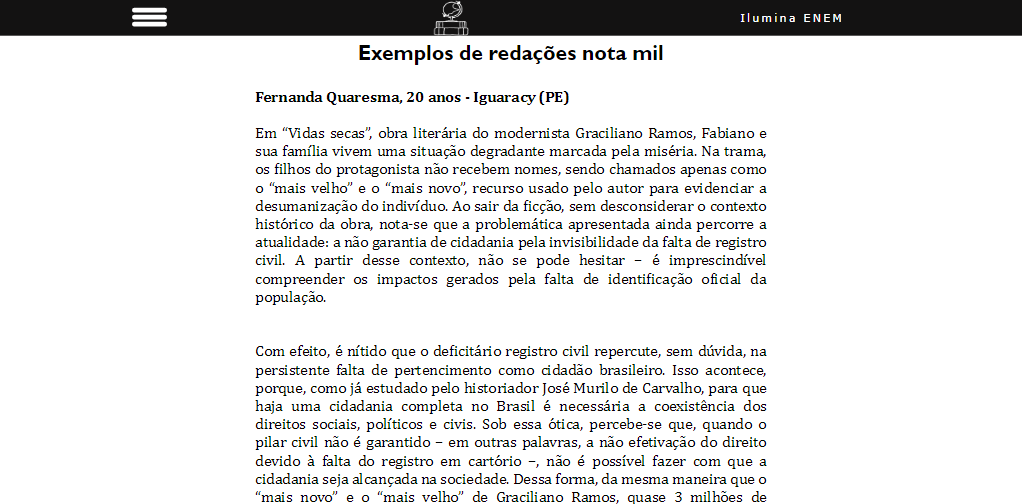 Ilumina ENEM
Exemplos de redações nota mil
Fernanda Quaresma, 20 anos - Iguaracy (PE)
Em “Vidas secas”, obra literária do modernista Graciliano Ramos, Fabiano e
sua família vivem uma situação degradante marcada pela miséria. Na trama,
os filhos do protagonista não recebem nomes, sendo chamados apenas como
o “mais velho” e o “mais novo”, recurso usado pelo autor para evidenciar a
desumanização do indivíduo. Ao sair da ficção, sem desconsiderar o contexto
histórico da obra, nota-se que a problemática apresentada ainda percorre a
atualidade: a não garantia de cidadania pela invisibilidade da falta de registro
civil. A partir desse contexto, não se pode hesitar – é imprescindível
compreender os impactos gerados pela falta de identificação oficial da
população.
Com efeito, é nítido que o deficitário registro civil repercute, sem dúvida, na
persistente falta de pertencimento como cidadão brasileiro. Isso acontece,
porque, como já estudado pelo historiador José Murilo de Carvalho, para que
haja uma cidadania completa no Brasil é necessária a coexistência dos
direitos sociais, políticos e civis. Sob essa ótica, percebe-se que, quando o
pilar civil não é garantido – em outras palavras, a não efetivação do direito
devido à falta do registro em cartório –, não é possível fazer com que a
cidadania seja alcançada na sociedade. Dessa forma, da mesma maneira que o
“mais novo” e o “mais velho” de Graciliano Ramos, quase 3 milhões de